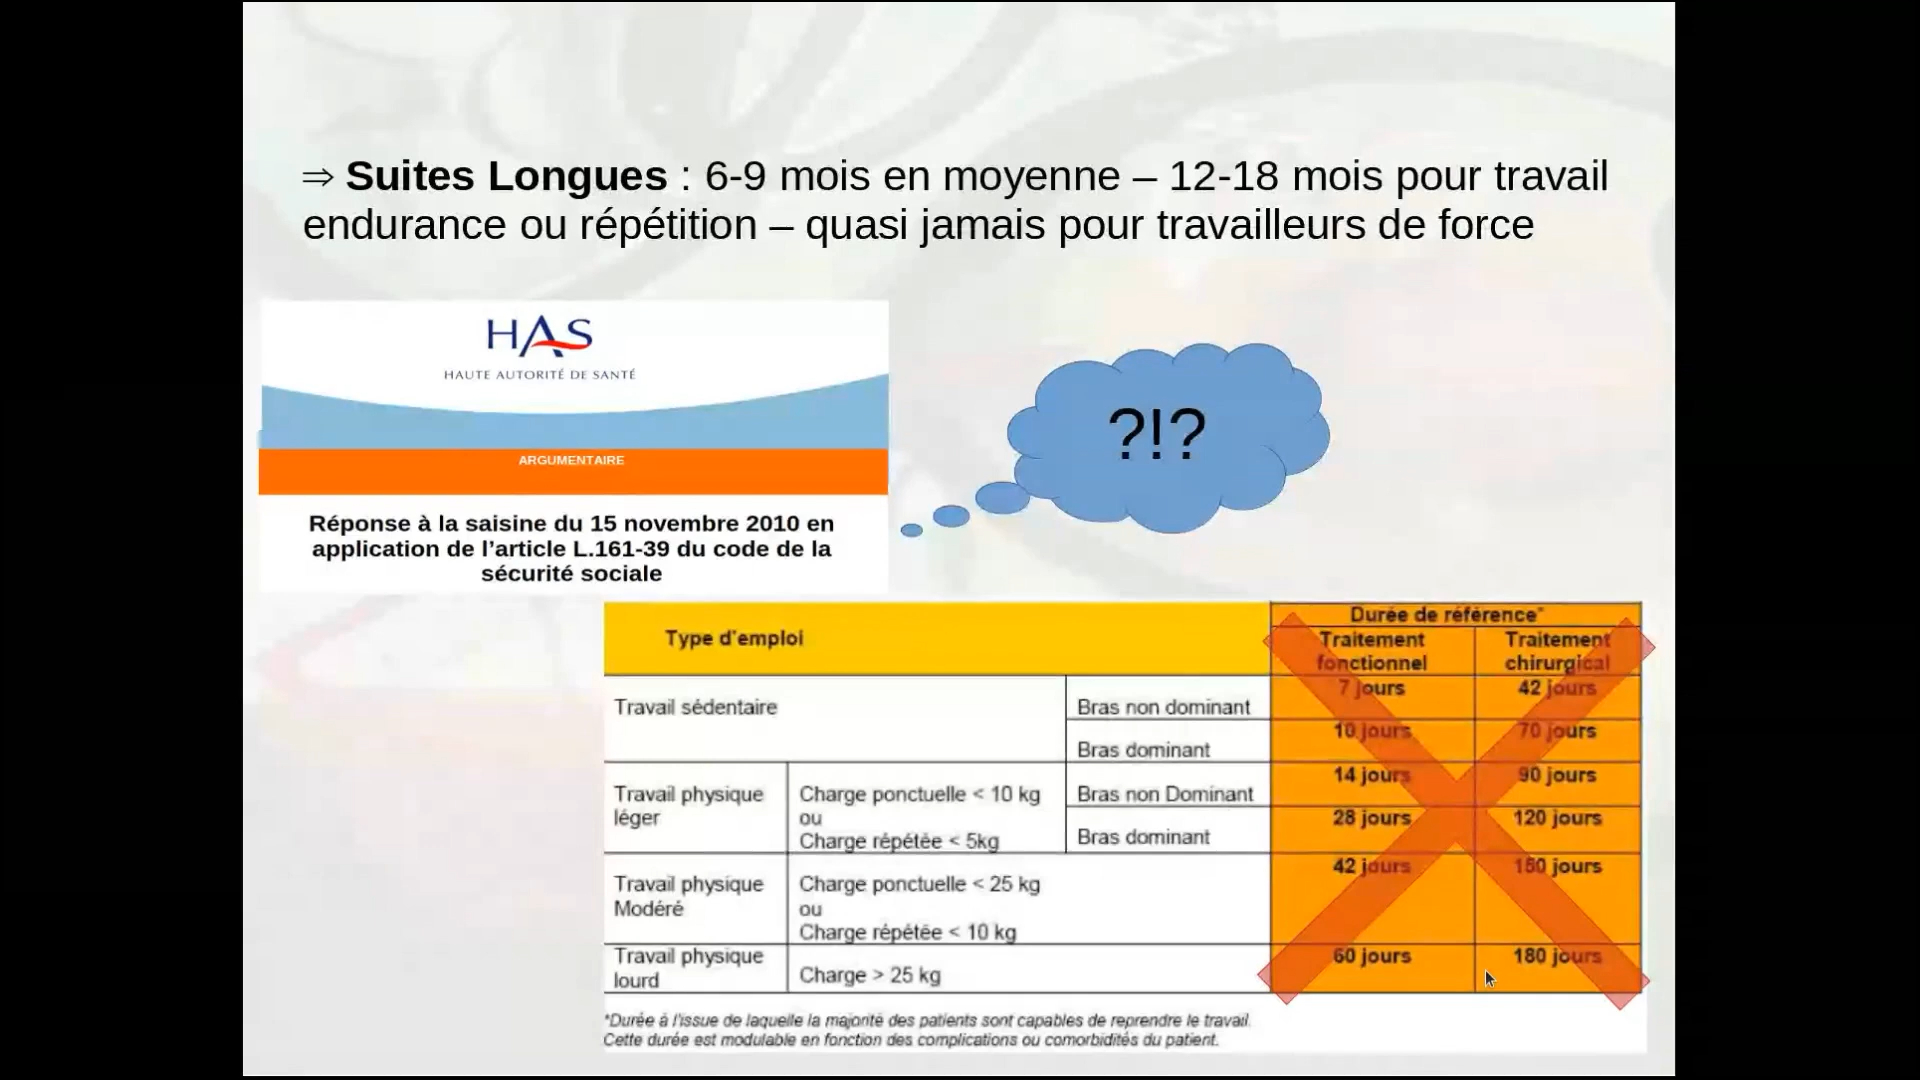 ⇒ Suites Longues : 6-9 mois en moyenne – 12-18 mois pour travail
endurance ou répétition – quasi jamais pour travailleurs de force
HAS
HAUTE AUTORITÉ DE SANTÉ
ARGUMENTAIRE
Réponse à la saisine du 15 novembre 2010 en
application de l’article L.161-39 du code de la
sécurité sociale
?!?
Type d’emploi
Durée de référence*
Traitement
fonctionnel
Traitement
chirurgical
Travail sédentaire
Bras non dominant
7 jours
42 jours
Bras dominant
10 jours
70 jours
Travail physique
léger
Charge ponctuelle < 10 kg
ou
Charge répétée < 5kg
Bras non Dominant
14 jours
90 jours
Bras dominant
28 jours
120 jours
Travail physique
Modéré
Charge ponctuelle < 25 kg
ou
Charge répétée < 10 kg
42 jours
150 jours
Travail physique
lourd
Charge > 25 kg
60 jours
180 jours
*Durée à l’issue de laquelle la majorité des patients sont capables de reprendre le travail.
Cette durée est modulable en fonction des complications ou comorbidités du patient.